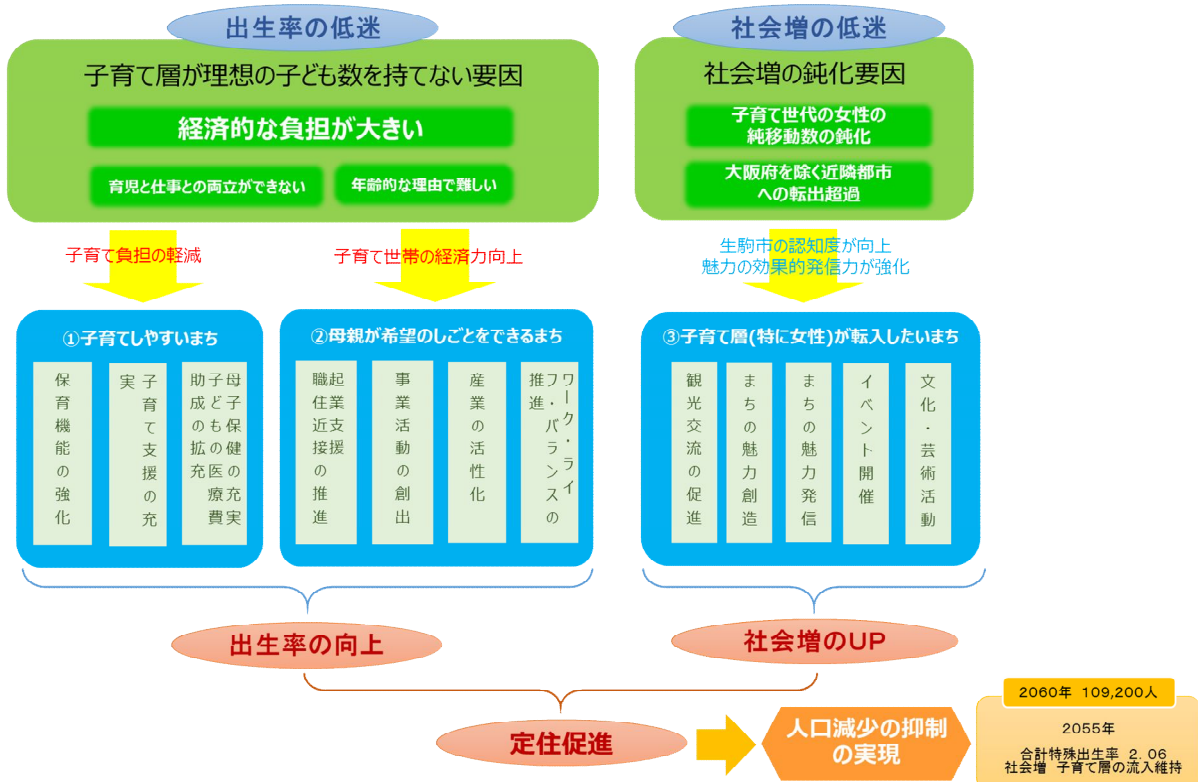 出生率の低迷
子育て層が理想の子ども数を持てない要因
経済的な負担が大きい
育児と仕事との両立ができない
年齢的な理由で難しい
社会増の低迷
社会増の鈍化要因
子育て世代の女性の
純移動数の鈍化
大阪府を除く近隣都市
への転出超過
子育て負担の軽減
子育て世帯の経済力向上
生駒市の認知度が向上
魅力の効果的発信力が強化
①子育てしやすいまち
保育機能の強化
子育て支援の充
実
母子保健の充実
子どもの医療費
助成の拡充
②母親が希望のしごとをできるまち
起業支援
職住近接の推進
事業活動の創出
産業の活性化
ワーク・ライ
フ・バランスの
推進
③子育て層(特に女性)が転入したいまち
観光交流の促進
まちの魅力創造
まちの魅力発信
イベント開催
文化・芸術活動
出生率の向上
社会増のUP
定住促進
人口減少の抑制
の実現
2060年 109,200人
2055年
合計特殊出生率 2.06
社会増 子育て層の流入維持